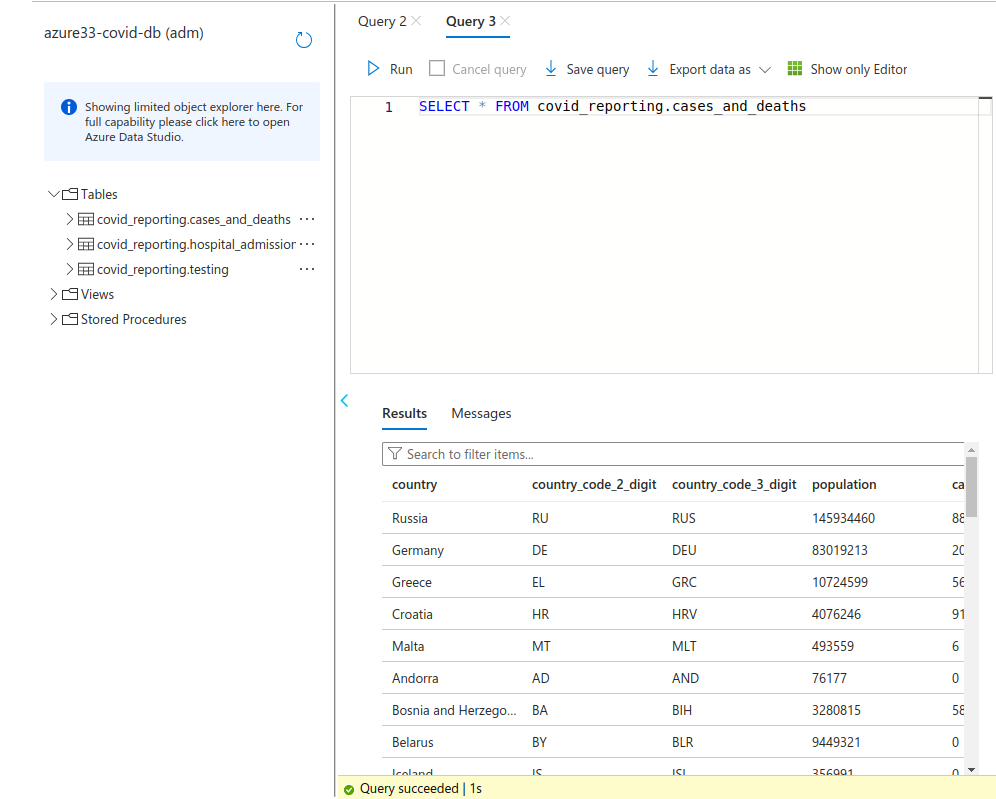 azure33-covid-db (adm)
Showing limited object explorer here. For
full capability please click here to open
Azure Data Studio.
Tables
covid_reporting.cases_and_deaths ...
covid_reporting.hospital_admission ...
covid_reporting.testing ...
Views
Stored Procedures
Query 2 Query 3
Run Cancel query Save query Export data as Show only Editor
1 SELECT * FROM covid_reporting.cases_and_deaths
Results Messages
Search to filter items...
country country_code_2_digit country_code_3_digit population ca
Russia RU RUS 145934460 88
Germany DE DEU 83019213 20
Greece EL GRC 10724599 56
Croatia HR HRV 4076246 91
Malta MT MLT 493559 6
Andorra AD AND 76177 0
Bosnia and Herzego... BA BIH 3280815 58
Belarus BY BLR 9449321 0
Iceland IS ISL 356991 0
Query succeeded | 1s